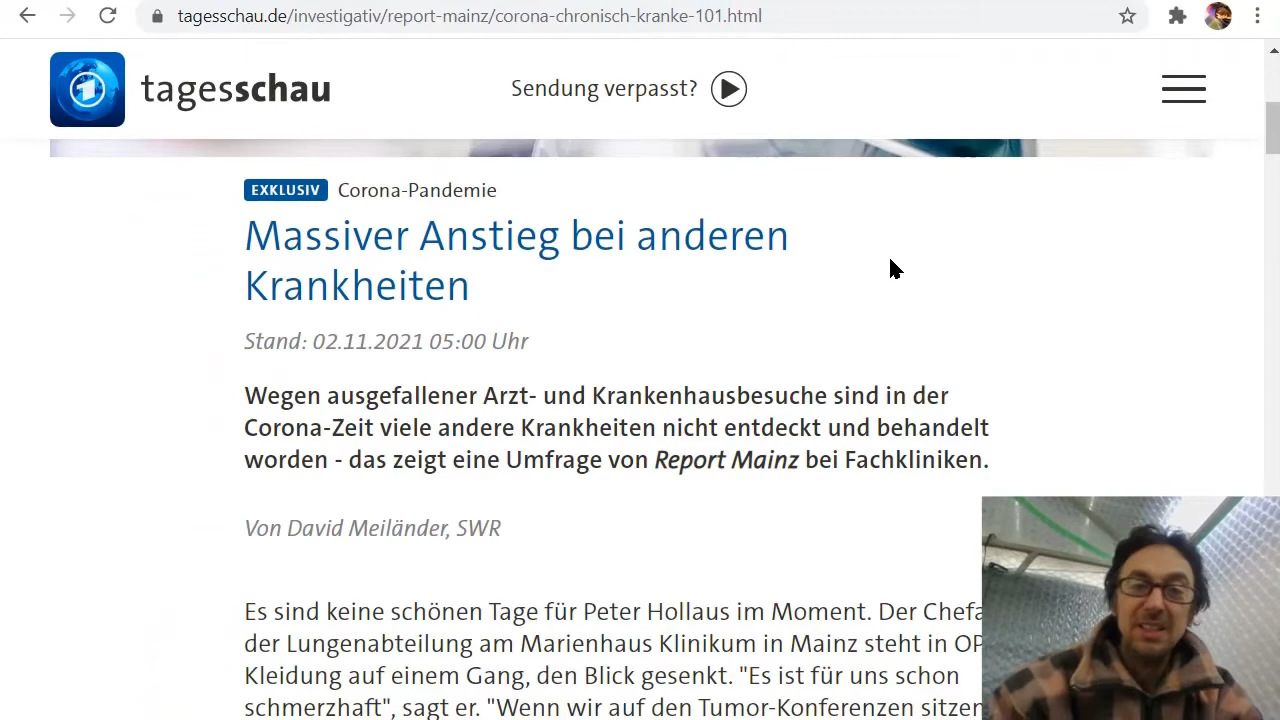 tagesschau.de/investigativ/report-mainz/corona-chronisch-kranke-101.html
tagesschau
Sendung verpasst?
EXKLUSIV Corona-Pandemie
Massiver Anstieg bei anderen
Krankheiten
Stand: 02.11.2021 05:00 Uhr
Wegen ausgefallener Arzt- und Krankenhausbesuche sind in der
Corona-Zeit viele andere Krankheiten nicht entdeckt und behandelt
worden - das zeigt eine Umfrage von Report Mainz bei Fachkliniken.
Von David Meiländer, SWR
Es sind keine schönen Tage für Peter Hollaus im Moment. Der Chefa
der Lungenabteilung am Marienhaus Klinikum in Mainz steht in OP
Kleidung auf einem Gang, den Blick gesenkt. "Es ist für uns schon
schmerzhaft", sagt er. "Wenn wir auf den Tumor-Konferenzen sitzen